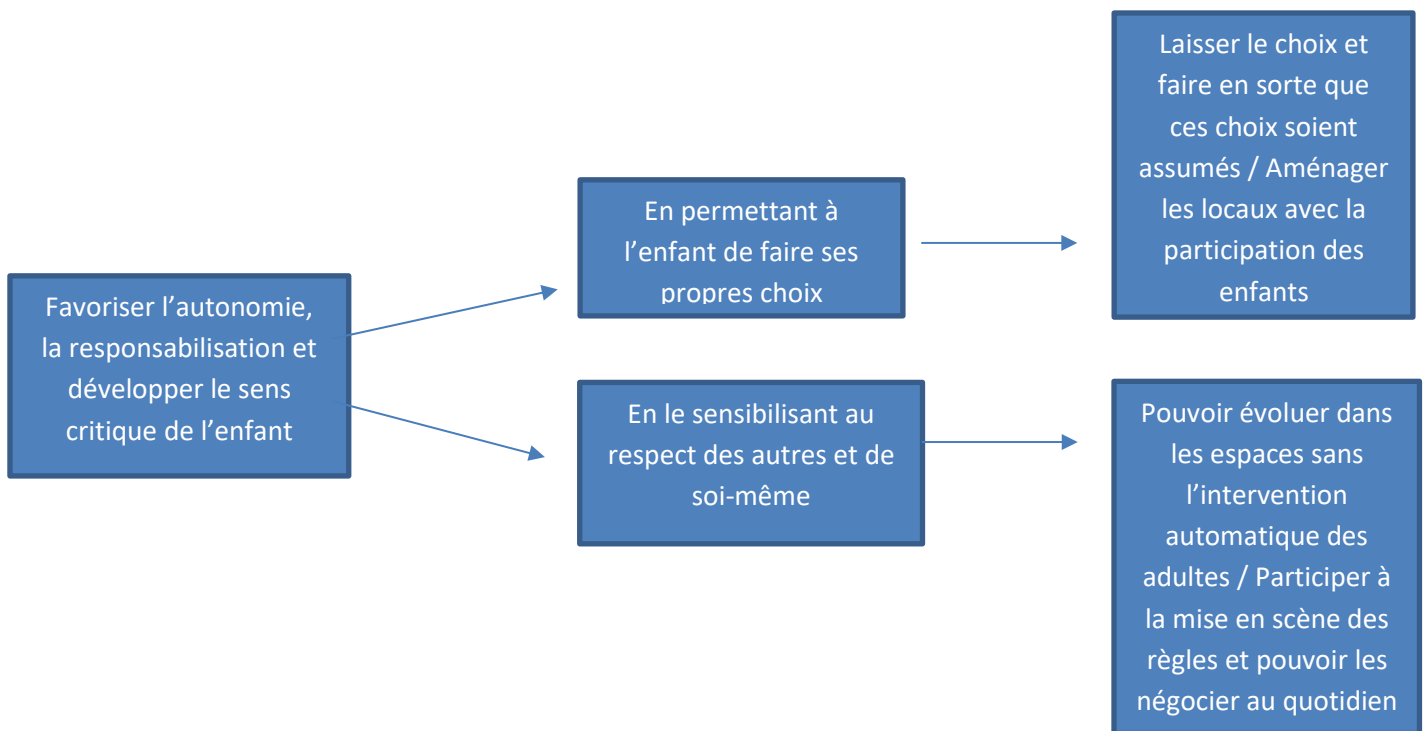 Favoriser l’autonomie,
la responsabilisation et
développer le sens
critique de l’enfant
En permettant à
l’enfant de faire ses
propres choix
En le sensibilisant au
respect des autres et de
soi-même
Laisser le choix et
faire en sorte que
ces choix soient
assumés / Aménager
les locaux avec la
participation des
enfants
Pouvoir évoluer dans
les espaces sans
l’intervention
automatique des
adultes / Participer à
la mise en scène des
règles et pouvoir les
négocier au quotidien